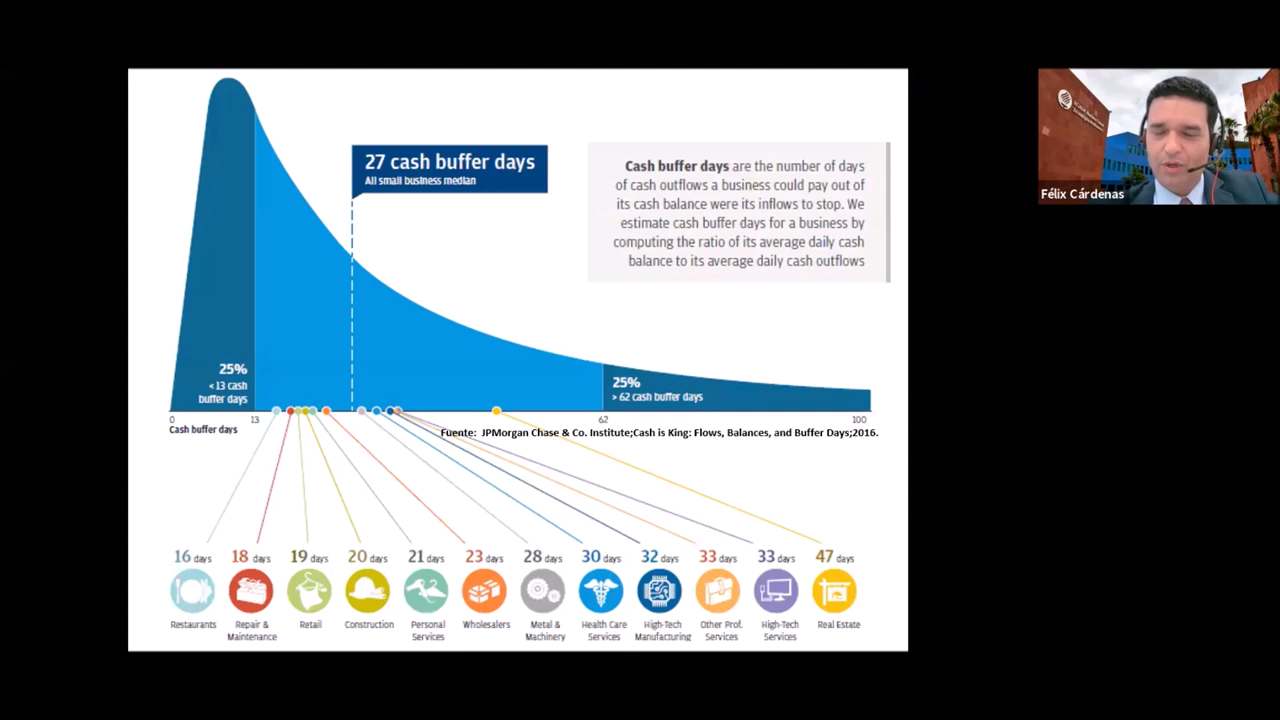 27 cash buffer days
All small business median
Cash buffer days are the number of days
of cash outflows a business could pay out of
its cash balance were its inflows to stop. We
estimate cash buffer days for a business by
computing the ratio of its average daily cash
balance to its average daily cash outflows
Félix Cárdenas
25%
< 13 cash
buffer days
25%
> 62 cash buffer days
0 13 62 100
Cash buffer days
Fuente: JPMorgan Chase & Co. Institute;Cash is King: Flows, Balances, and Buffer Days;2016.
16 days 18 days 19 days 20 days 21 days 23 days 28 days 30 days 32 days 33 days 33 days 47 days
Restaurants
Repair &
Maintenance
Retail
Construction
Personal
Services
Wholesalers
Metal &
Machinery
Health Care
Services
High-Tech
Manufacturing
Other Prof.
Services
High-Tech
Services
Real Estate